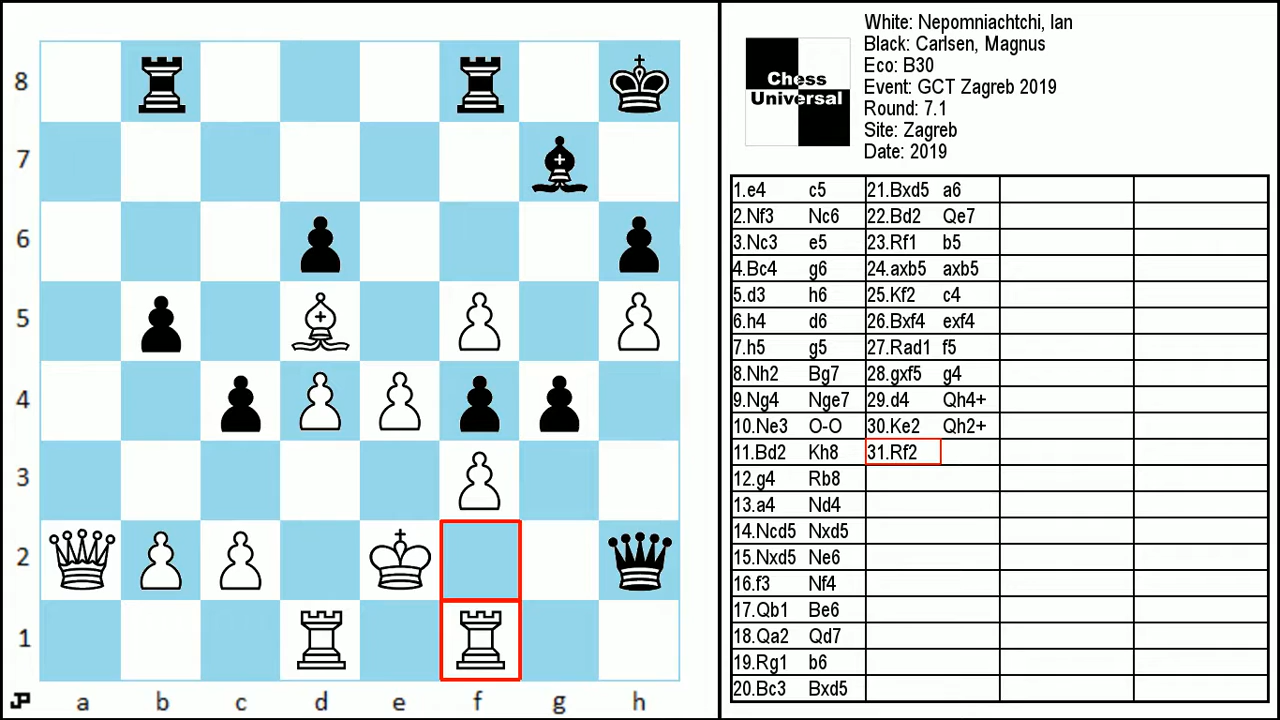 8
7
6
5
4
3
2
1
a b c d e f g h
JP
Chess
Universal
White: Nepomniachtchi, Ian
Black: Carlsen, Magnus
Eco: B30
Event: GCT Zagreb 2019
Round: 7.1
Site: Zagreb
Date: 2019
1.e4 c5 21.Bxd5 a6
2.Nf3 Nc6 22.Bd2 Qe7
3.Nc3 e5 23.Rf1 b5
4.Bc4 g6 24.axb5 axb5
5.d3 h6 25.Kf2 c4
6.h4 d6 26.Bxf4 exf4
7.h5 g5 27.Rad1 f5
8.Nh2 Bg7 28.gxf5 g4
9.Ng4 Nge7 29.d4 Qh4+
10.Ne3 O-O 30.Ke2 Qh2+
11.Bd2 Kh8 31.Rf2
12.g4 Rb8
13.a4 Nd4
14.Ncd5 Nxd5
15.Nxd5 Ne6
16.f3 Nf4
17.Qb1 Be6
18.Qa2 Qd7
19.Rg1 b6
20.Bc3 Bxd5